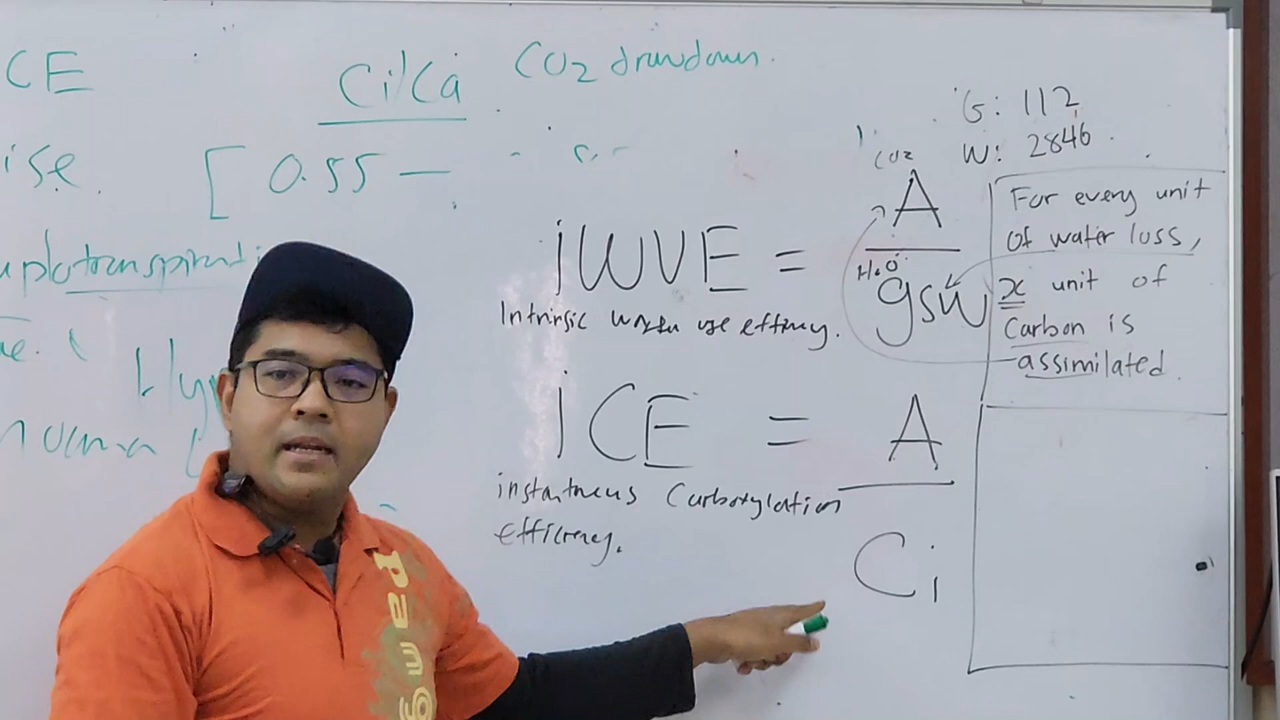 CE
Ci/Ca
CO2 drawdown.
G: 112
W: 2846
ise.
[ 0.55 —
CO2
iWUE = A
H2O
gsw
Intrinsic water use efficiency.
For every unit
of water loss,
x unit of
Carbon is
assimilated.
iCE = A
Ci
instantaneous Carboxylation
efficiency.
pawe